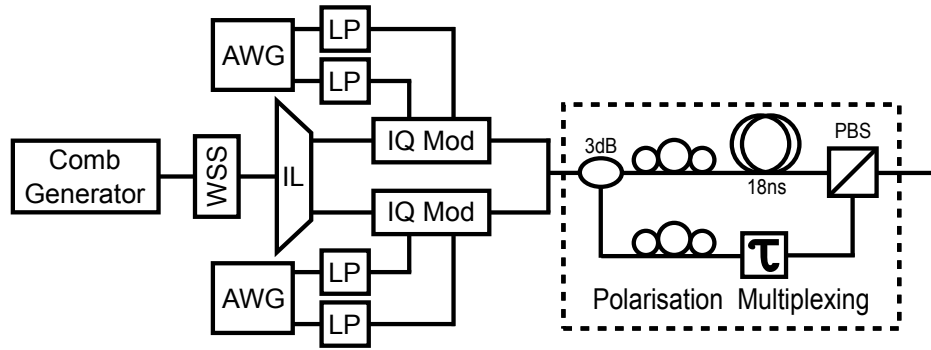 AWG
LP
LP
Comb
Generator
WSS
IL
IQ Mod
IQ Mod
AWG
LP
LP
3dB
18ns
PBS
τ
Polarisation Multiplexing